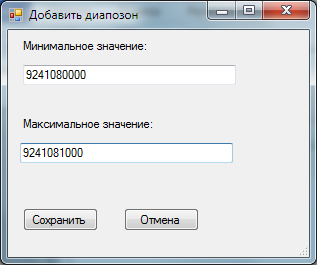 Добавить диапозон
Минимальное значение:
9241080000
Максимальное значение:
9241081000
Сохранить Отмена